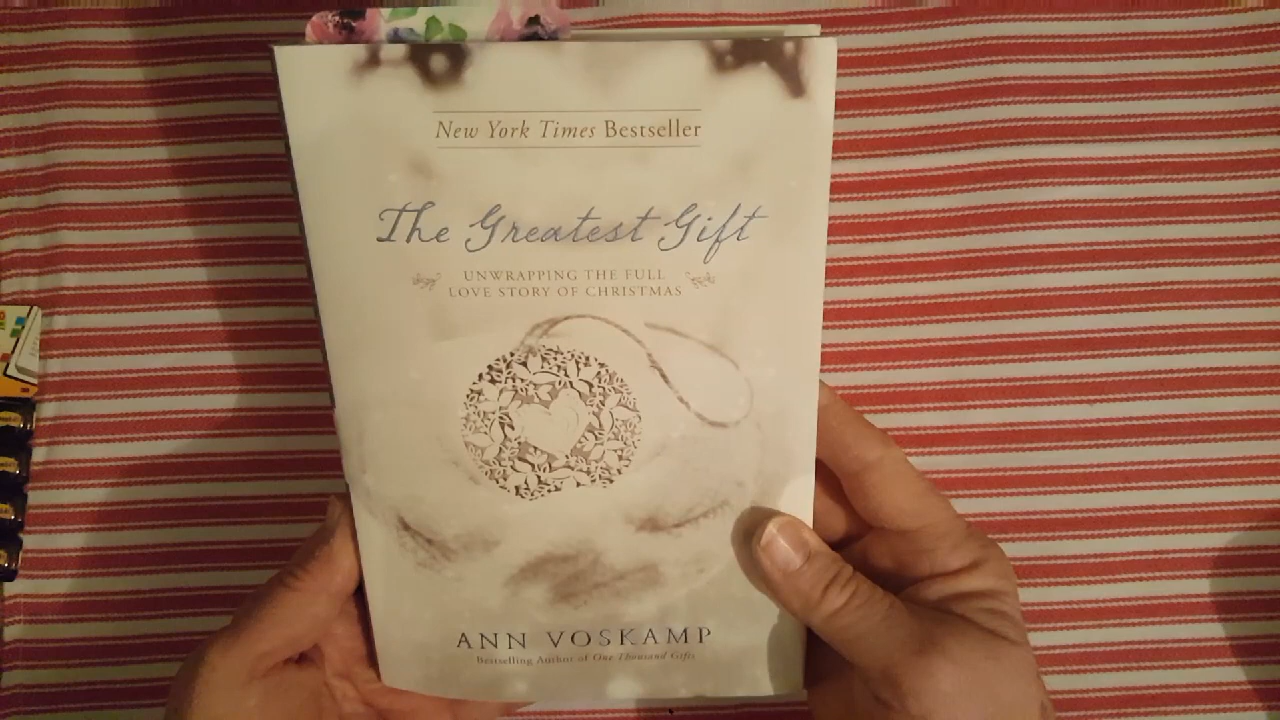 New York Times Bestseller
The Greatest Gift
UNWRAPPING THE FULL
LOVE STORY OF CHRISTMAS
ANN VOSKAMP
Bestselling Author of One Thousand Gifts